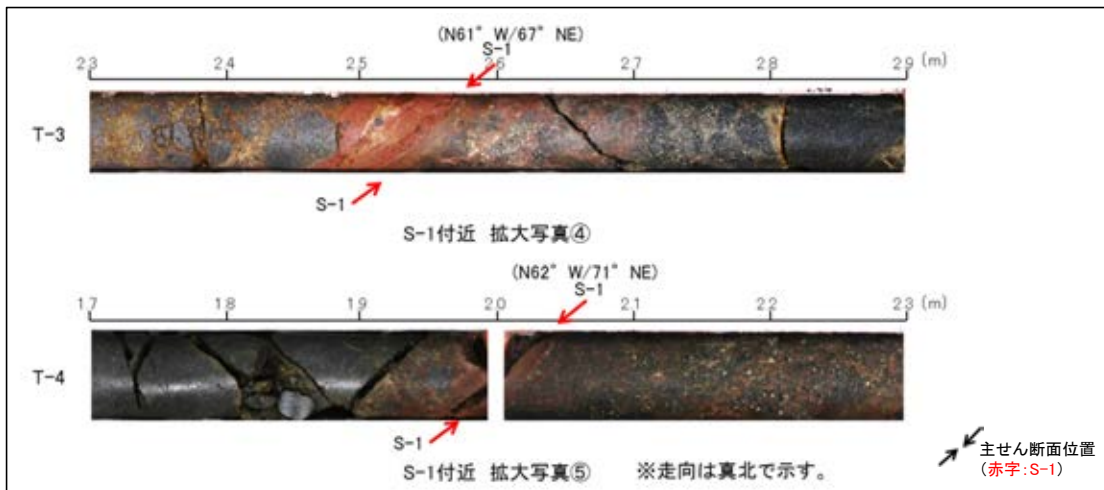 (N61° W/67° NE)
S-1
23 24 25 26 27 28 29 (m)
T-3
S-1
S-1付近 拡大写真④
(N62° W/71° NE)
S-1
17 18 19 20 21 22 23 (m)
T-4
S-1
S-1付近 拡大写真⑤ ※走向は真北で示す。
主せん断面位置
(赤字:S-1)